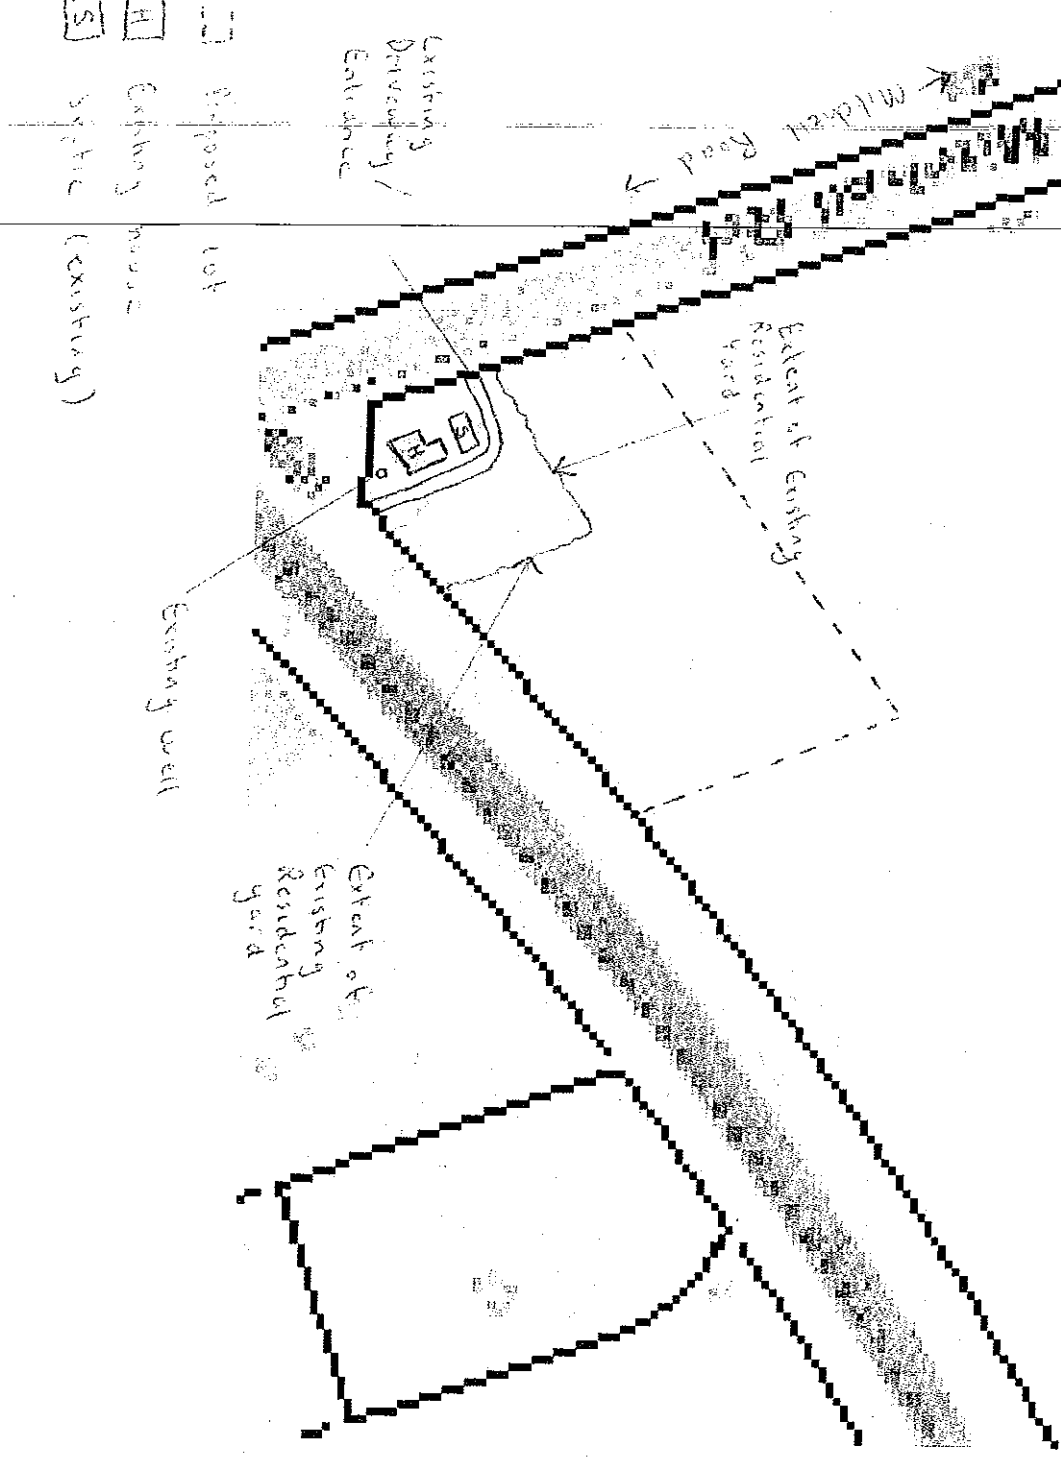 Existing
Driveway /
Entrance
Road
Extent of Existing
Residential
Yard
S
H
Existing well
Extent of
Existing
Residential
yard
Proposed Lot
H Existing House
S Septic (existing)